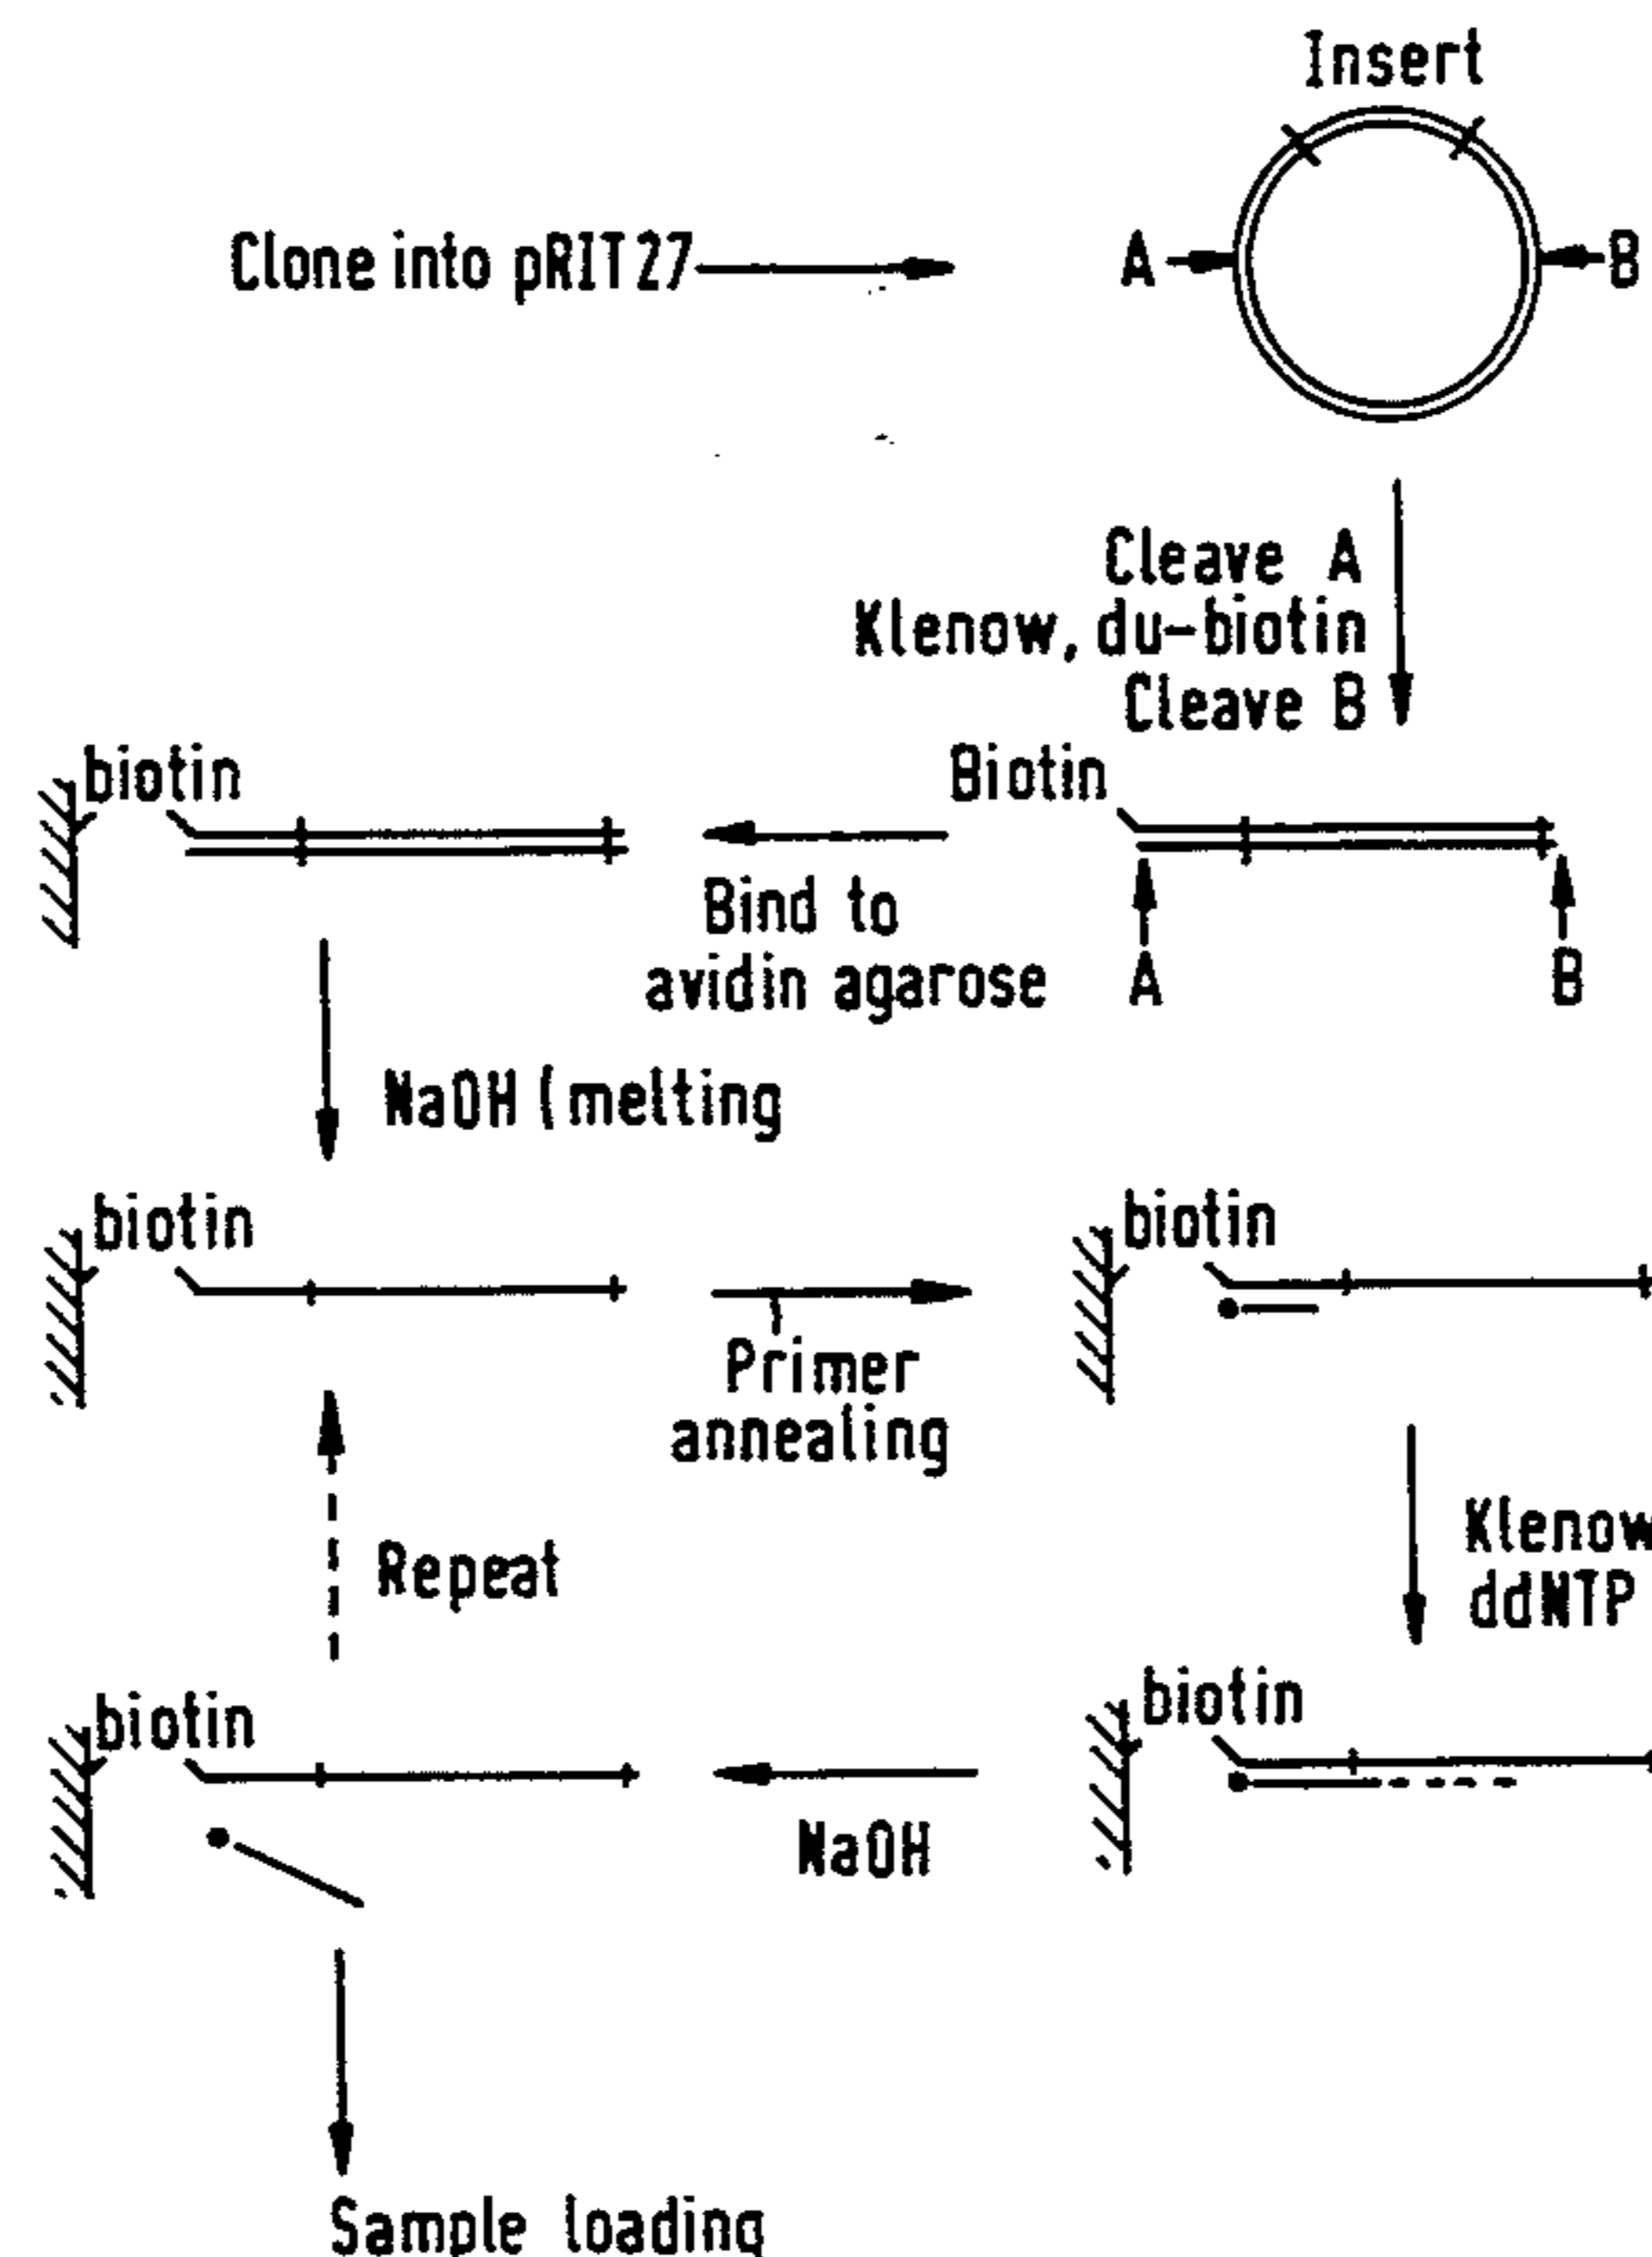 Insert
Clone into pRIT27
A
B
Cleave A
Klenow, du-biotin
Cleave B
biotin
Biotin
Bind to
avidin agarose
A
B
NaOH (melting
biotin
biotin
Primer
annealing
Klenow
ddNTP
Repeat
biotin
biotin
NaOH
Sample loading